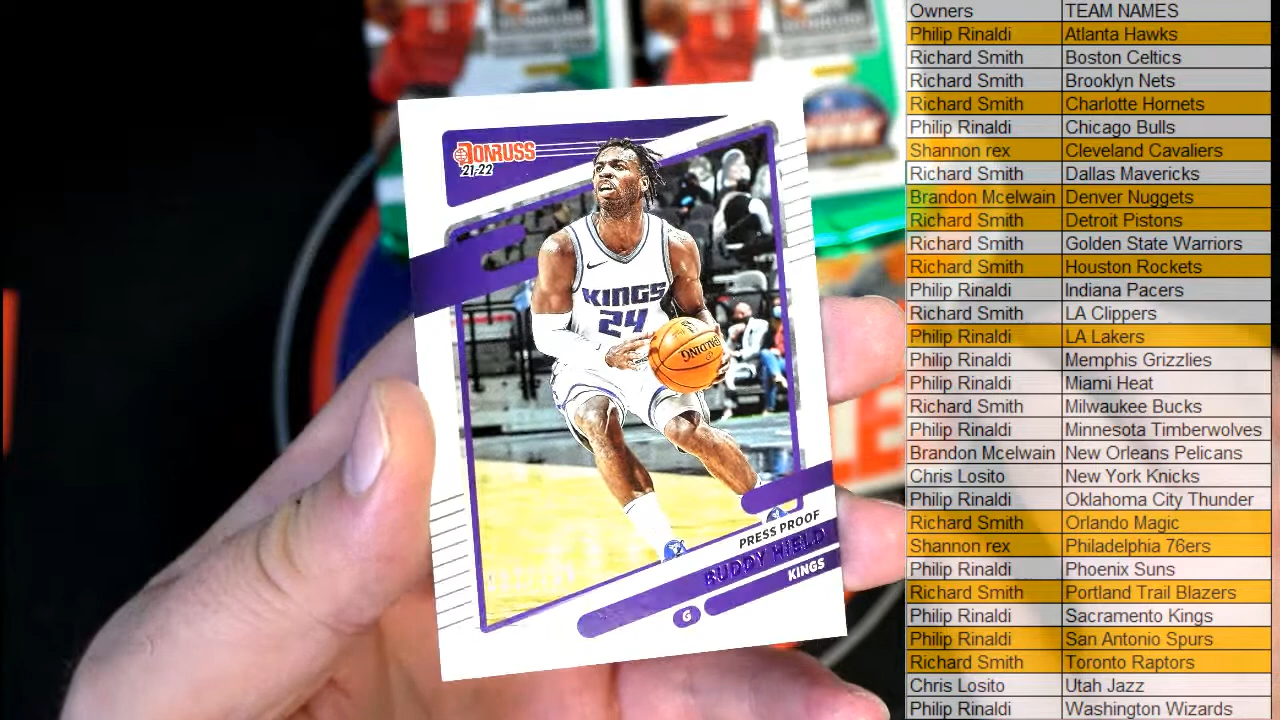 DONRUSS
21-22
KINGS
24
SPALDING
PRESS PROOF
BUDDY HIELD
KINGS
G
Owners TEAM NAMES
Philip Rinaldi Atlanta Hawks
Richard Smith Boston Celtics
Richard Smith Brooklyn Nets
Richard Smith Charlotte Hornets
Philip Rinaldi Chicago Bulls
Shannon rex Cleveland Cavaliers
Richard Smith Dallas Mavericks
Brandon Mcelwain Denver Nuggets
Richard Smith Detroit Pistons
Richard Smith Golden State Warriors
Richard Smith Houston Rockets
Philip Rinaldi Indiana Pacers
Richard Smith LA Clippers
Philip Rinaldi LA Lakers
Philip Rinaldi Memphis Grizzlies
Philip Rinaldi Miami Heat
Richard Smith Milwaukee Bucks
Philip Rinaldi Minnesota Timberwolves
Brandon Mcelwain New Orleans Pelicans
Chris Losito New York Knicks
Philip Rinaldi Oklahoma City Thunder
Richard Smith Orlando Magic
Shannon rex Philadelphia 76ers
Philip Rinaldi Phoenix Suns
Richard Smith Portland Trail Blazers
Philip Rinaldi Sacramento Kings
Philip Rinaldi San Antonio Spurs
Richard Smith Toronto Raptors
Chris Losito Utah Jazz
Philip Rinaldi Washington Wizards